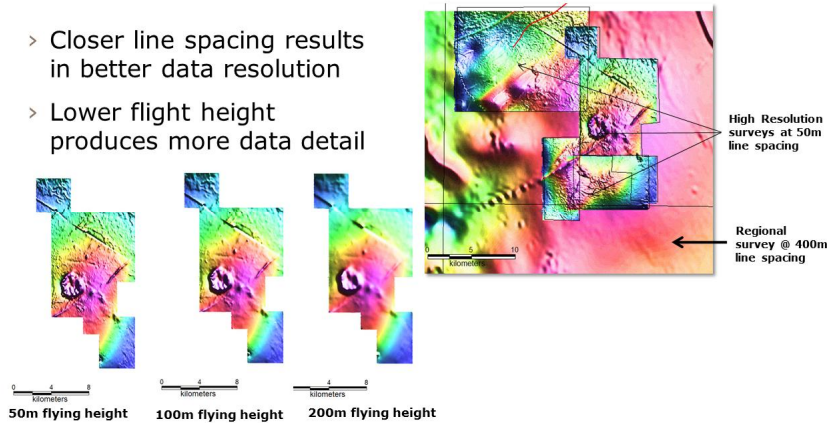 › Closer line spacing results
in better data resolution
› Lower flight height
produces more data detail
High Resolution
surveys at 50m
line spacing
Regional
survey @ 400m
line spacing
0 5 10
kilometers
0 4 8
kilometers
50m flying height
0 4 8
kilometers
100m flying height
0 4 8
kilometers
200m flying height